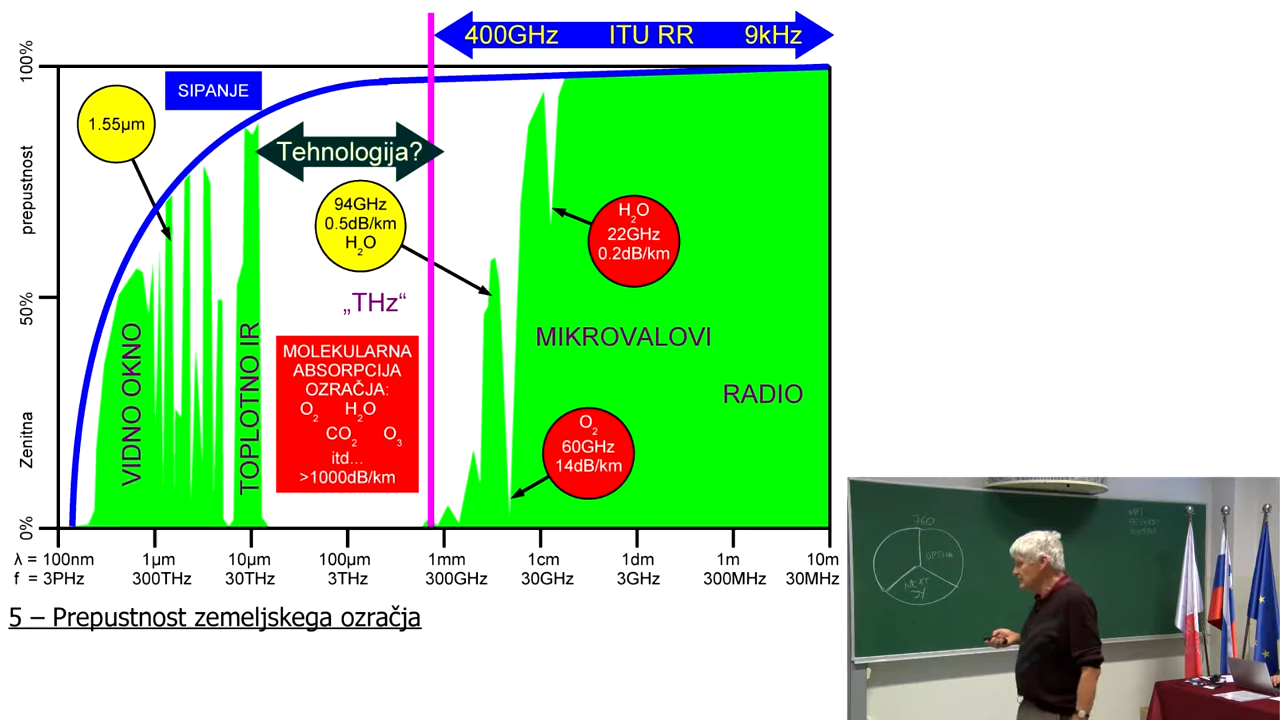 400GHz ITU RR 9kHz
100%
SIPANJE
1.55µm
Tehnologija?
94GHz
0.5dB/km
H2O
H2O
22GHz
0.2dB/km
prepustnost
50%
„THz“
MIKROVALOVI
VIDNO OKNO
TOPLOTNO IR
MOLEKULARNA
ABSORPCIJA
OZRAČJA:
O2 H2O
CO2 O3
itd...
>1000dB/km
RADIO
O2
60GHz
14dB/km
Zenitna
0%
λ = 100nm 1µm 10µm 100µm 1mm 1cm 1dm 1m 10m
f = 3PHz 300THz 30THz 3THz 300GHz 30GHz 3GHz 300MHz 30MHz
5 – Prepustnost zemeljskega ozračja